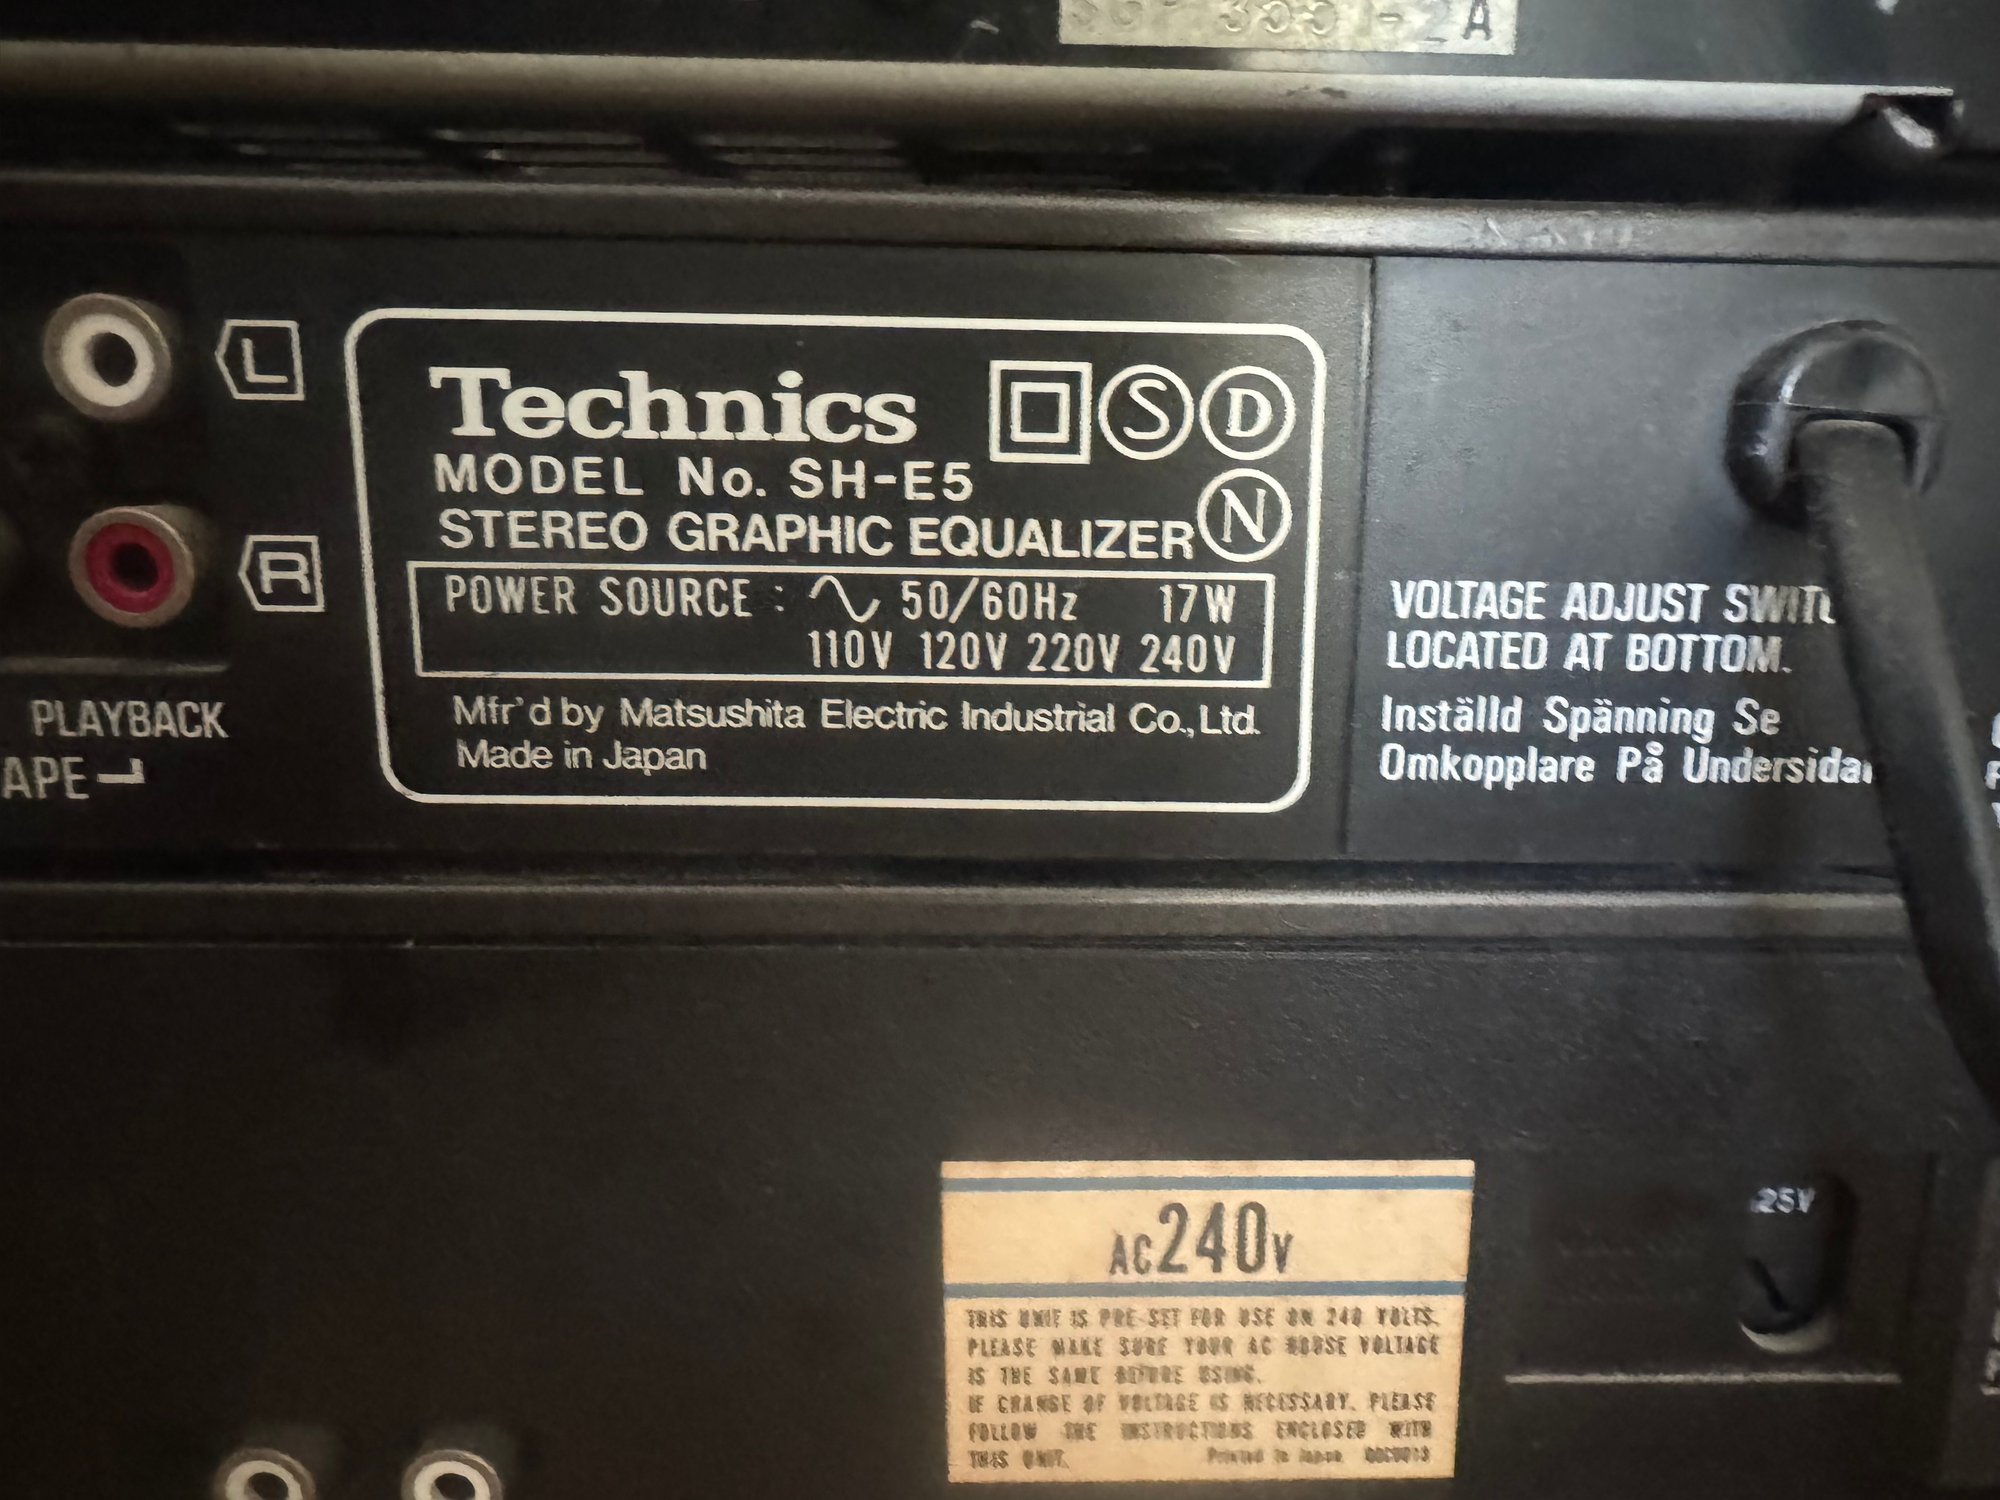 L
R
PLAYBACK
APE
Technics
S D
MODEL No. SH-E5
N
STEREO GRAPHIC EQUALIZER
POWER SOURCE : 50/60Hz 17W
110V 120V 220V 240V
Mfr'd by Matsushita Electric Industrial Co., Ltd.
Made in Japan
VOLTAGE ADJUST
LOCATED AT BOTTOM.
Inställd Spänning Se
Omkopplare På
25V
AC 240V
THIS UNIT IS PRE-SET FOR USE ON 240 VOLTS.
PLEASE MAKE SURE YOUR AC HOUSE VOLTAGE
IS THE SAME BEFORE USING.
IF CHANGE OF VOLTAGE IS NECESSARY, PLEASE
FOLLOW THE INSTRUCTIONS ENCLOSED WITH
THIS UNIT.
Printed in Japan